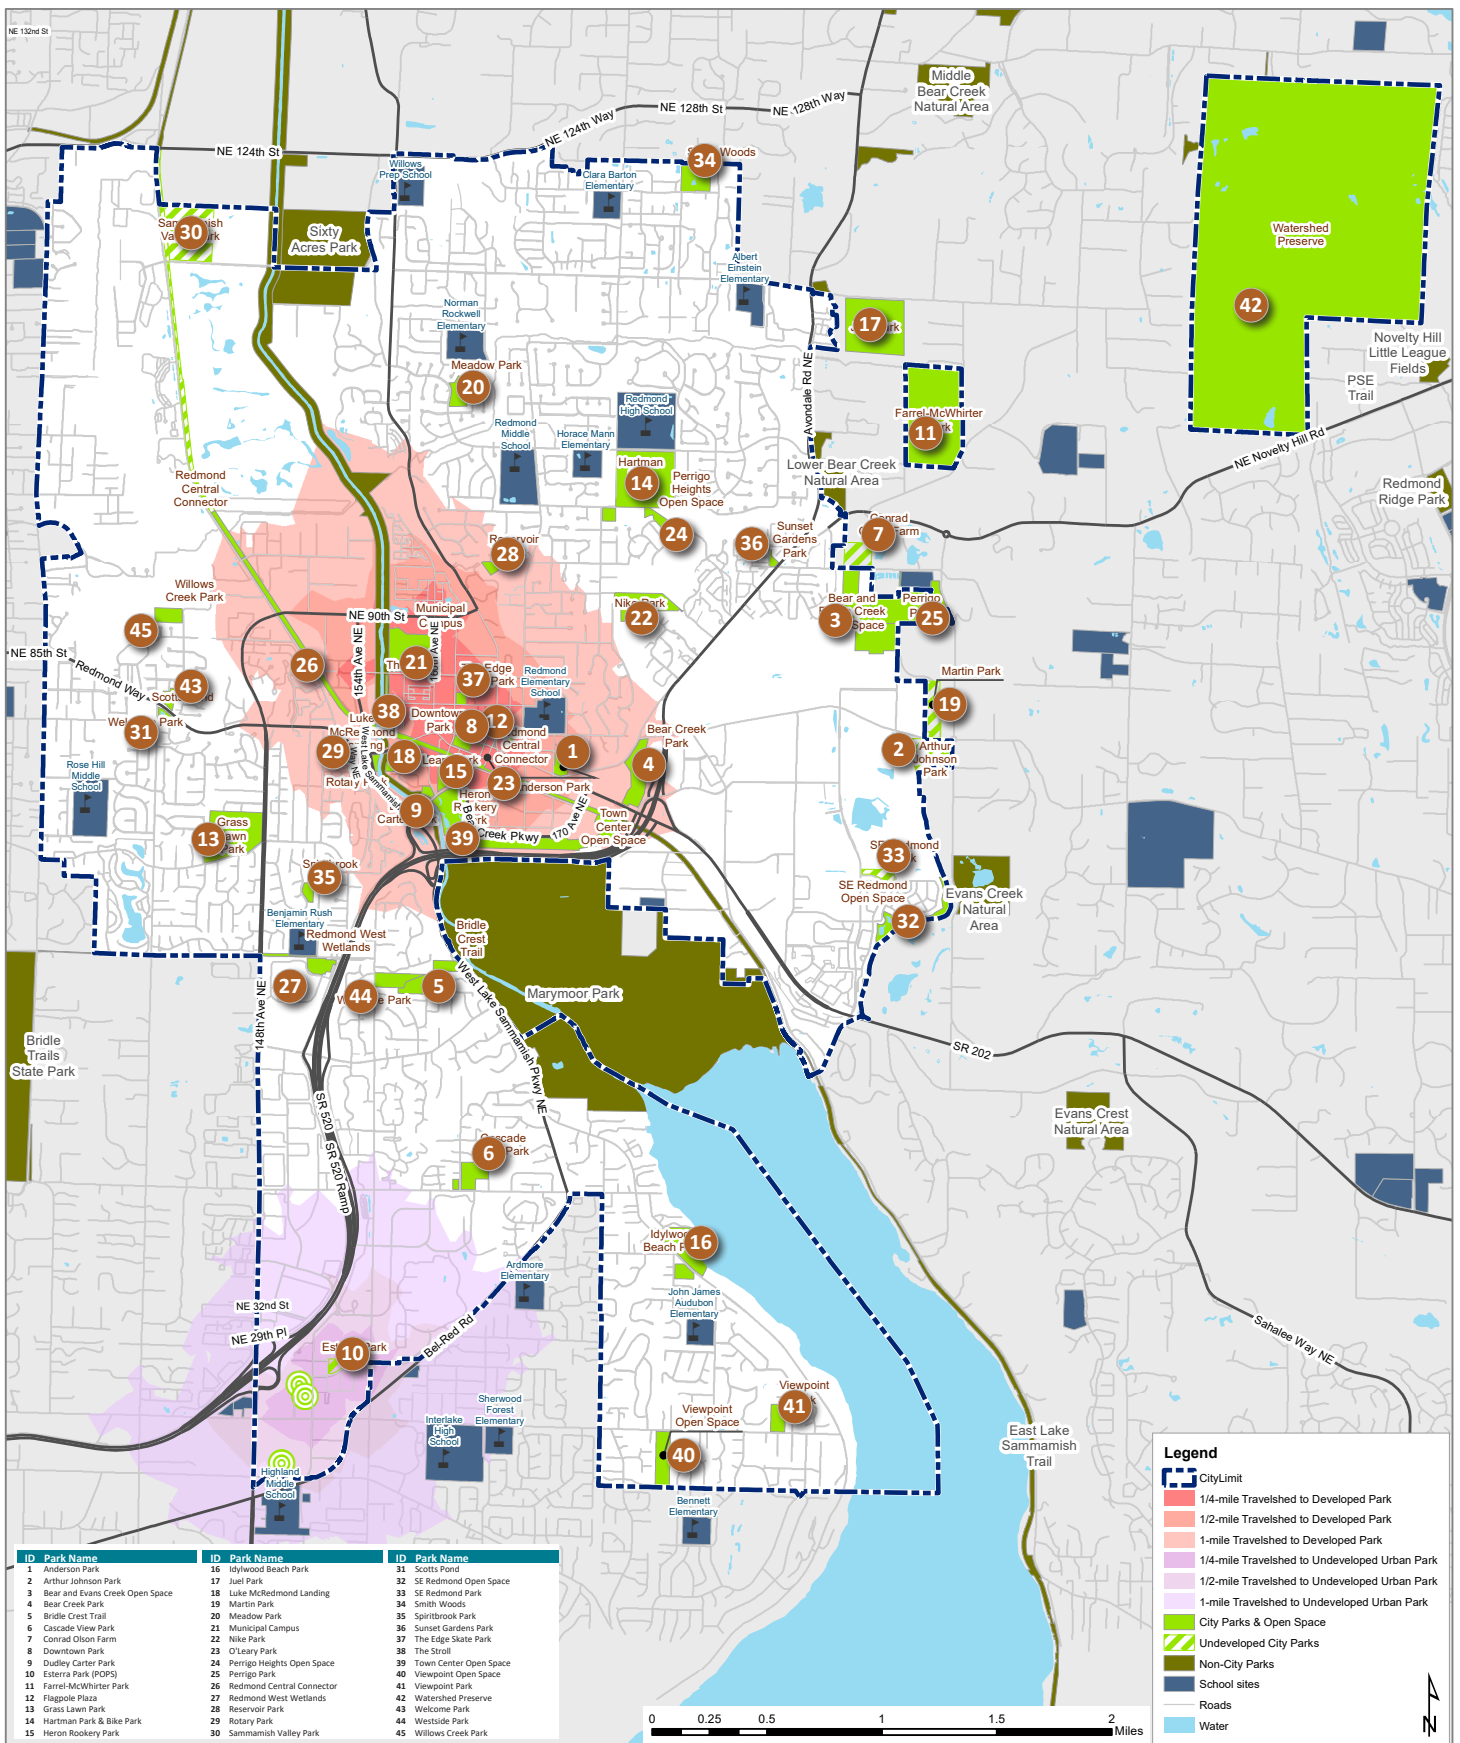 NE 132nd St
Middle
Bear Creek
Natural Area
NE 128th St
NE 128th Way
NE 124th Way
NE 124th St
Willows
Prep School
Clara Barton
Elementary
34
Woods
42
Watershed
Preserve
30
Sixty
Acres Park
Albert
Einstein
Elementary
Norman
Rockwell
Elementary
17
Novelty Hill
Little League
Fields
PSE
Trail
Meadow Park
20
Avondale Rd NE
Redmond
High School
Farrel-McWhirter
11
Redmond
Middle
School
Horace Mann
Elementary
NE Novelty Hill Rd
Hartman
14
Perrigo
Heights
Open Space
Lower Bear Creek
Natural Area
Redmond
Ridge Park
Redmond
Central
Connector
24
36
Sunset
Gardens
Park
7
28
Willows
Creek Park
NE 90th St
Municipal
22
Bear and
Creek
Space
3
Perrigo
25
45
NE 85th St
Redmond Way
154th Ave NE
26
21
37
Edge
Park
Redmond
Elementary
School
Martin Park
43
19
31
38
Downtown
Park
8
12
Central
Connector
Bear Creek
Park
2
Arthur
Johnson
Park
29
18
15
1
4
Rose Hill
Middle
School
23
Anderson Park
Heron
170 Ave NE
Town
Center
Open Space
9
39
Creek Pkwy
13
Grass
Lawn
Park
35
33
SE Redmond
Open Space
32
Evans Creek
Natural
Area
Benjamin Rush
Elementary
Redmond West
Wetlands
Bridle
Crest
Trail
27
44
5
West Lake Sammamish Pkwy NE
Marymoor Park
148th Ave NE
Bridle
Trails
State Park
SR 202
SR 520
SR 520 Ramp
Evans Crest
Natural Area
6
16
Ardmore
Elementary
John James
Audubon
Elementary
NE 32nd St
NE 29th Pl
Bel-Red Rd
Sahalee Way NE
10
Viewpoint
41
Interlake
High
School
Sherwood
Forest
Elementary
Viewpoint
Open Space
40
East Lake
Sammamish
Trail
Highland
Middle
School
Bennett
Elementary
ID Park Name
1 Anderson Park
2 Arthur Johnson Park
3 Bear and Evans Creek Open Space
4 Bear Creek Park
5 Bridle Crest Trail
6 Cascade View Park
7 Conrad Olson Farm
8 Downtown Park
9 Dudley Carter Park
10 Esterra Park (POPS)
11 Farrel-McWhirter Park
12 Flagpole Plaza
13 Grass Lawn Park
14 Hartman Park & Bike Park
15 Heron Rookery Park
ID Park Name
16 Idylwood Beach Park
17 Juel Park
18 Luke McRedmond Landing
19 Martin Park
20 Meadow Park
21 Municipal Campus
22 Nike Park
23 O'Leary Park
24 Perrigo Heights Open Space
25 Perrigo Park
26 Redmond Central Connector
27 Redmond West Wetlands
28 Reservoir Park
29 Rotary Park
30 Sammamish Valley Park
ID Park Name
31 Scotts Pond
32 SE Redmond Open Space
33 SE Redmond Park
34 Smith Woods
35 Spiritbrook Park
36 Sunset Gardens Park
37 The Edge Skate Park
38 The Stroll
39 Town Center Open Space
40 Viewpoint Open Space
41 Viewpoint Park
42 Watershed Preserve
43 Welcome Park
44 Westside Park
45 Willows Creek Park
0 0.25 0.5 1 1.5 2
Miles
Legend
CityLimit
1/4-mile Travelshed to Developed Park
1/2-mile Travelshed to Developed Park
1-mile Travelshed to Developed Park
1/4-mile Travelshed to Undeveloped Urban Park
1/2-mile Travelshed to Undeveloped Urban Park
1-mile Travelshed to Undeveloped Urban Park
City Parks & Open Space
Undeveloped City Parks
Non-City Parks
School sites
Roads
Water
N